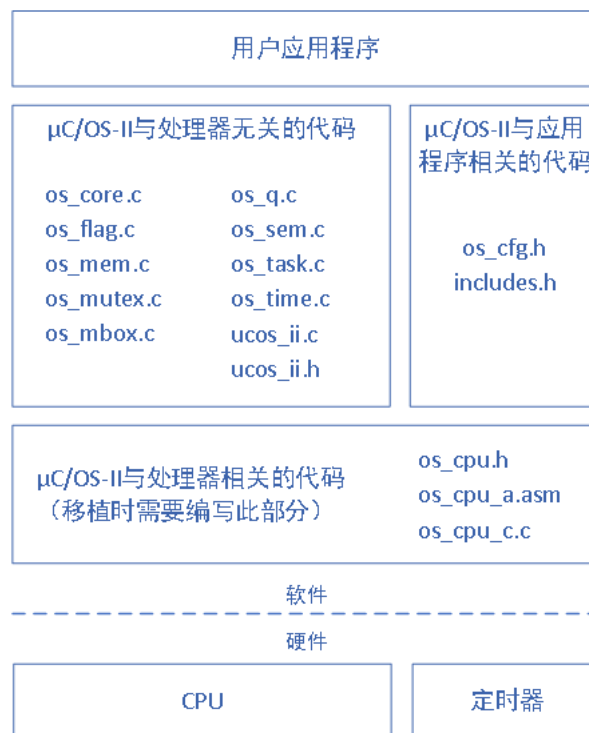 用户应用程序
μC/OS-II与处理器无关的代码
os_core.c
os_flag.c
os_mem.c
os_mutex.c
os_mbox.c
os_q.c
os_sem.c
os_task.c
os_time.c
ucos_ii.c
ucos_ii.h
μC/OS-II与应用
程序相关的代码
os_cfg.h
includes.h
μC/OS-II与处理器相关的代码
（移植时需要编写此部分）
os_cpu.h
os_cpu_a.asm
os_cpu_c.c
软件
硬件
CPU
定时器